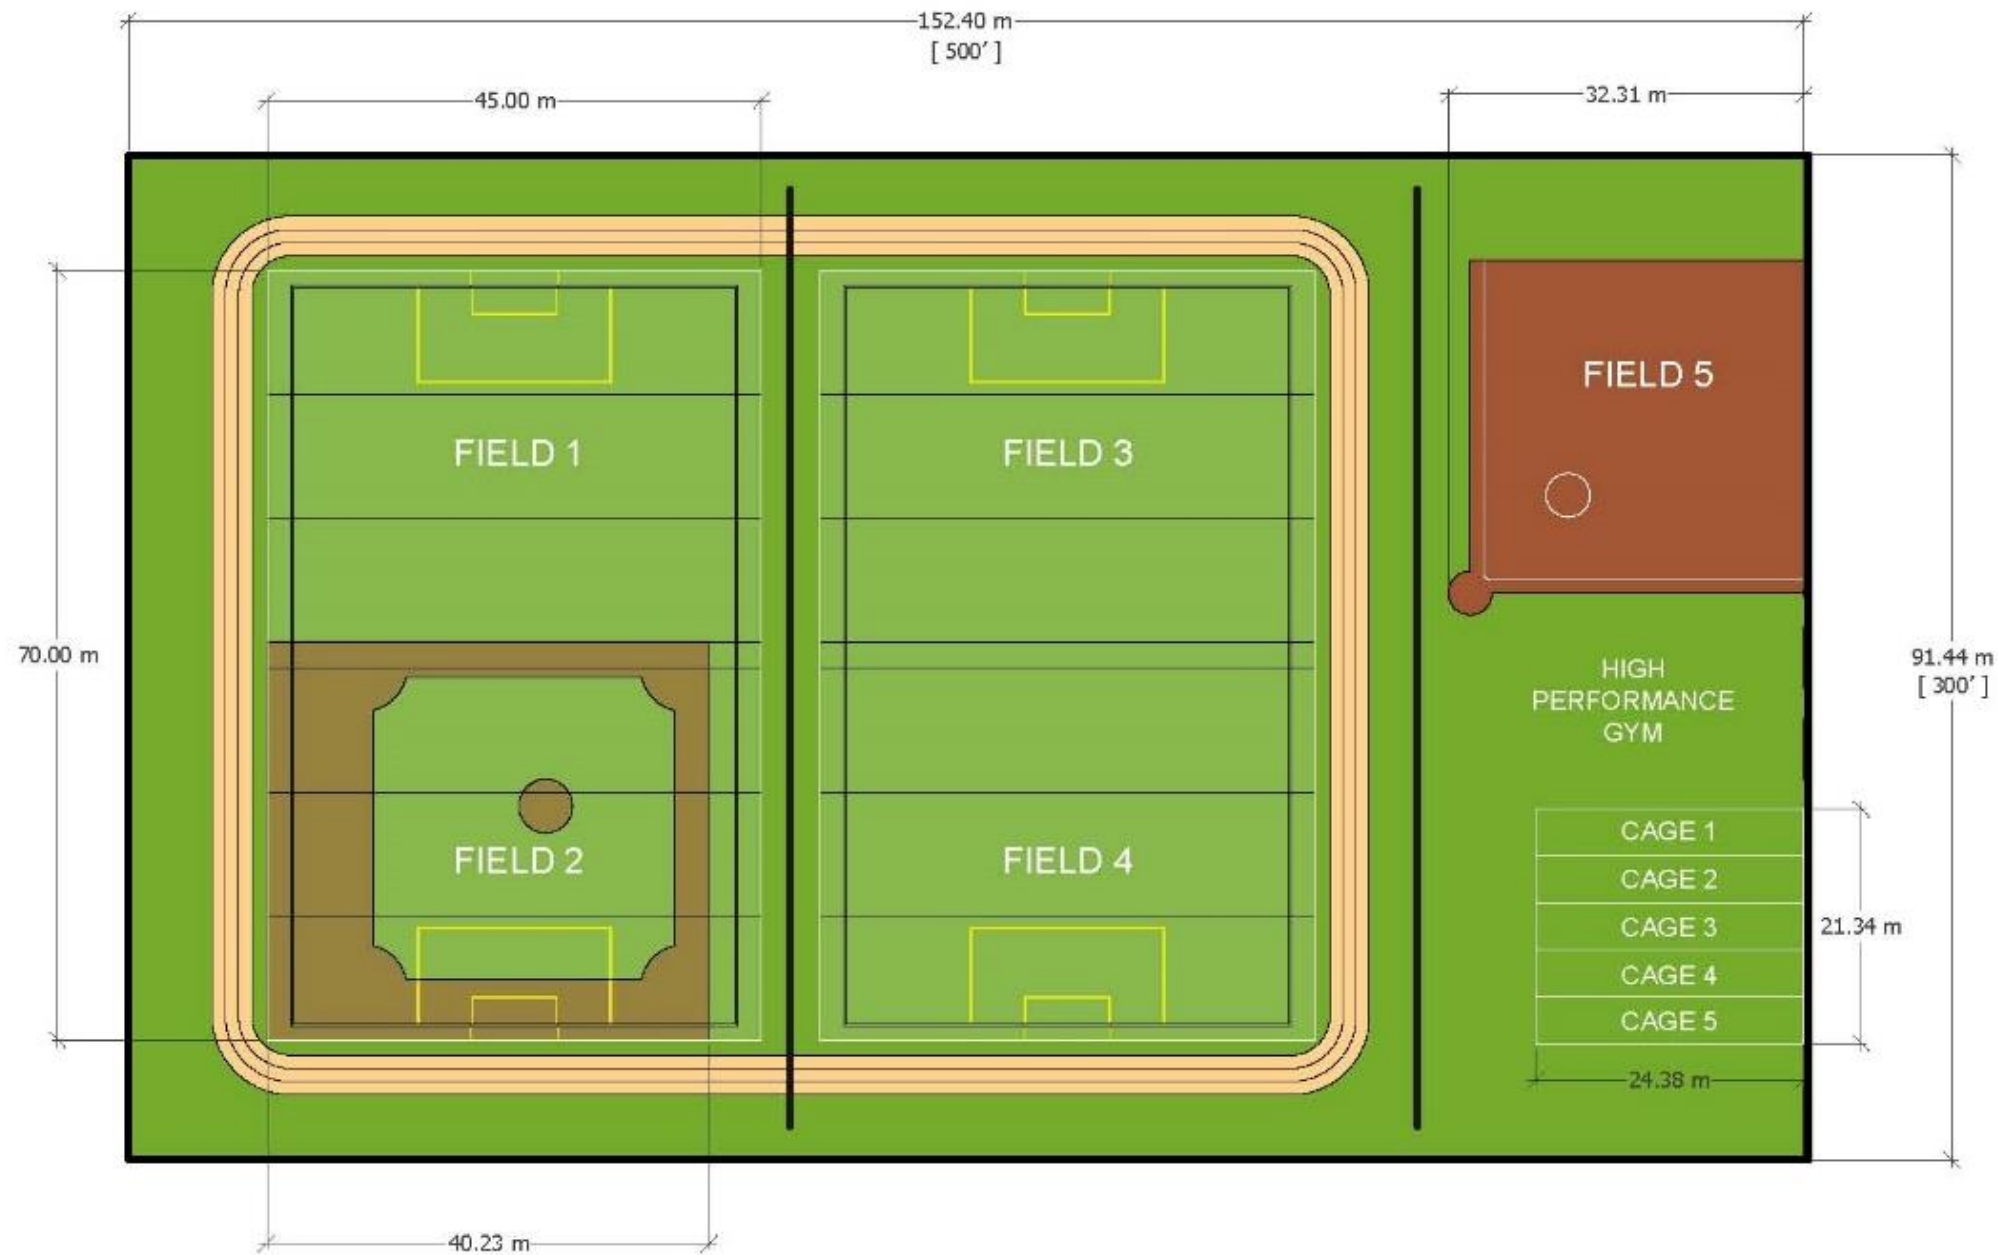 152.40 m
[ 500' ]
45.00 m
32.31 m
FIELD 5
FIELD 1
FIELD 3
70.00 m
91.44 m
[ 300' ]
HIGH
PERFORMANCE
GYM
CAGE 1
FIELD 2
FIELD 4
CAGE 2
CAGE 3
21.34 m
CAGE 4
CAGE 5
24.38 m
40.23 m